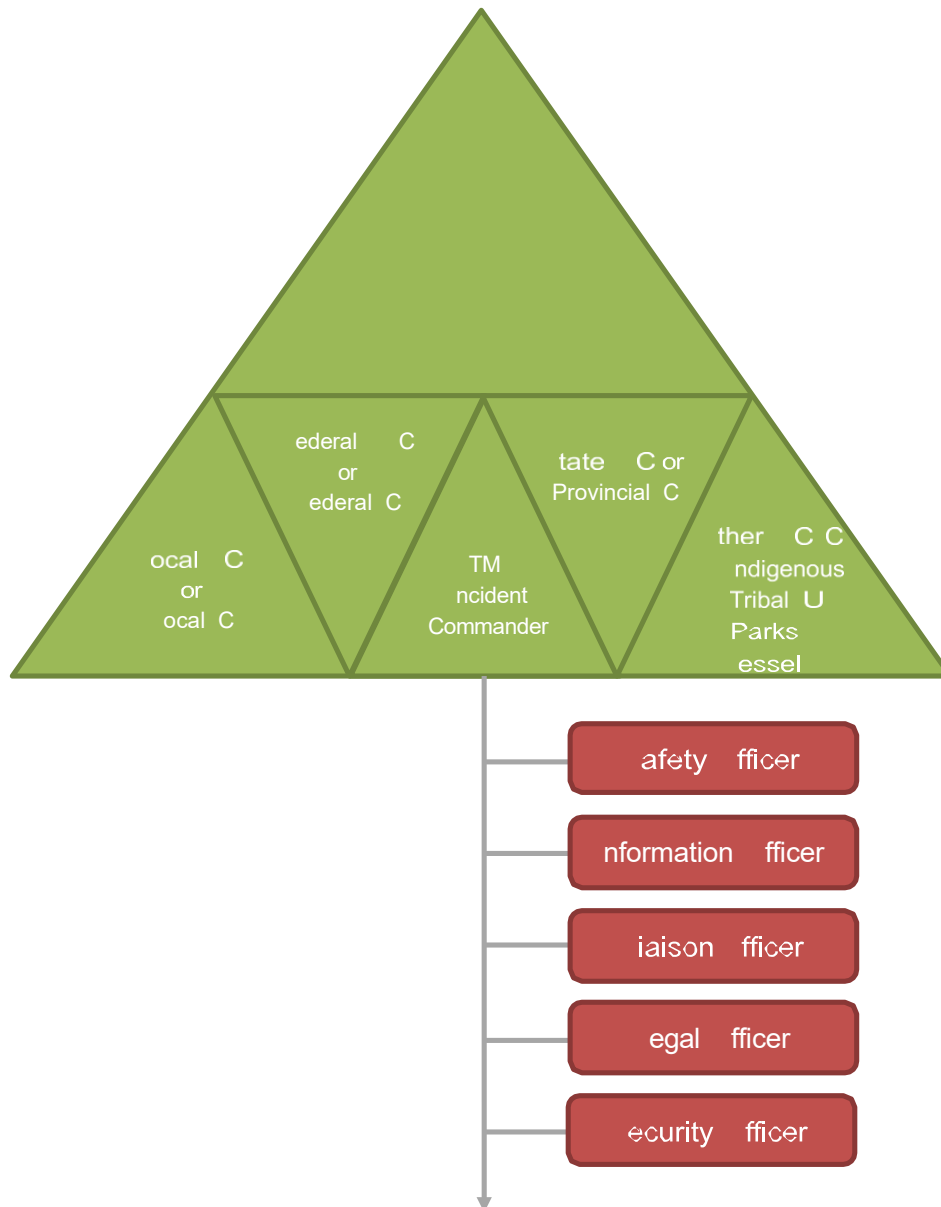 ederal C
or
ederal C
tate C or
Provincial C
ocal C
or
ocal C
TM
ncident
Commander
ther C C
ndigenous
Tribal U
Parks
essel
afety fficer
nformation fficer
iaison fficer
egal fficer
ecurity fficer